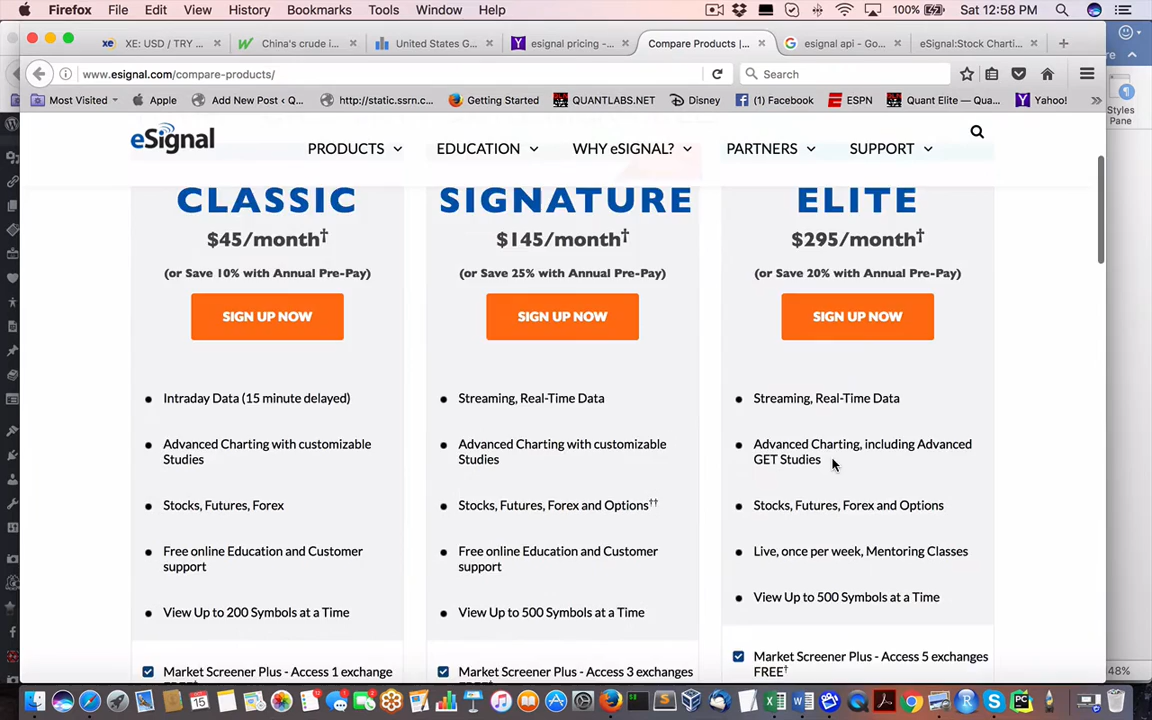 Firefox File Edit View History Bookmarks Tools Window Help 100% Sat 12:58 PM
XE: USD / TRY ... China's crude i... United States G... esignal pricing -... Compare Products |... esignal api - Go... eSignal:Stock Charti...
www.esignal.com/compare-products/ Search
Most Visited Apple Add New Post ‹ Q... http://static.ssrn.c... Getting Started QUANTLABS.NET Disney (1) Facebook ESPN Quant Elite — Qua... Yahoo! »
Styles
Pane
eSignal
PRODUCTS EDUCATION WHY eSIGNAL? PARTNERS SUPPORT
CLASSIC
$45/month†
(or Save 10% with Annual Pre-Pay)
SIGN UP NOW
Intraday Data (15 minute delayed)
Advanced Charting with customizable
Studies
Stocks, Futures, Forex
Free online Education and Customer
support
View Up to 200 Symbols at a Time
Market Screener Plus - Access 1 exchange
SIGNATURE
$145/month†
(or Save 25% with Annual Pre-Pay)
SIGN UP NOW
Streaming, Real-Time Data
Advanced Charting with customizable
Studies
Stocks, Futures, Forex and Options††
Free online Education and Customer
support
View Up to 500 Symbols at a Time
Market Screener Plus - Access 3 exchanges
ELITE
$295/month†
(or Save 20% with Annual Pre-Pay)
SIGN UP NOW
Streaming, Real-Time Data
Advanced Charting, including Advanced
GET Studies
Stocks, Futures, Forex and Options
Live, once per week, Mentoring Classes
View Up to 500 Symbols at a Time
Market Screener Plus - Access 5 exchanges
FREE†
48%